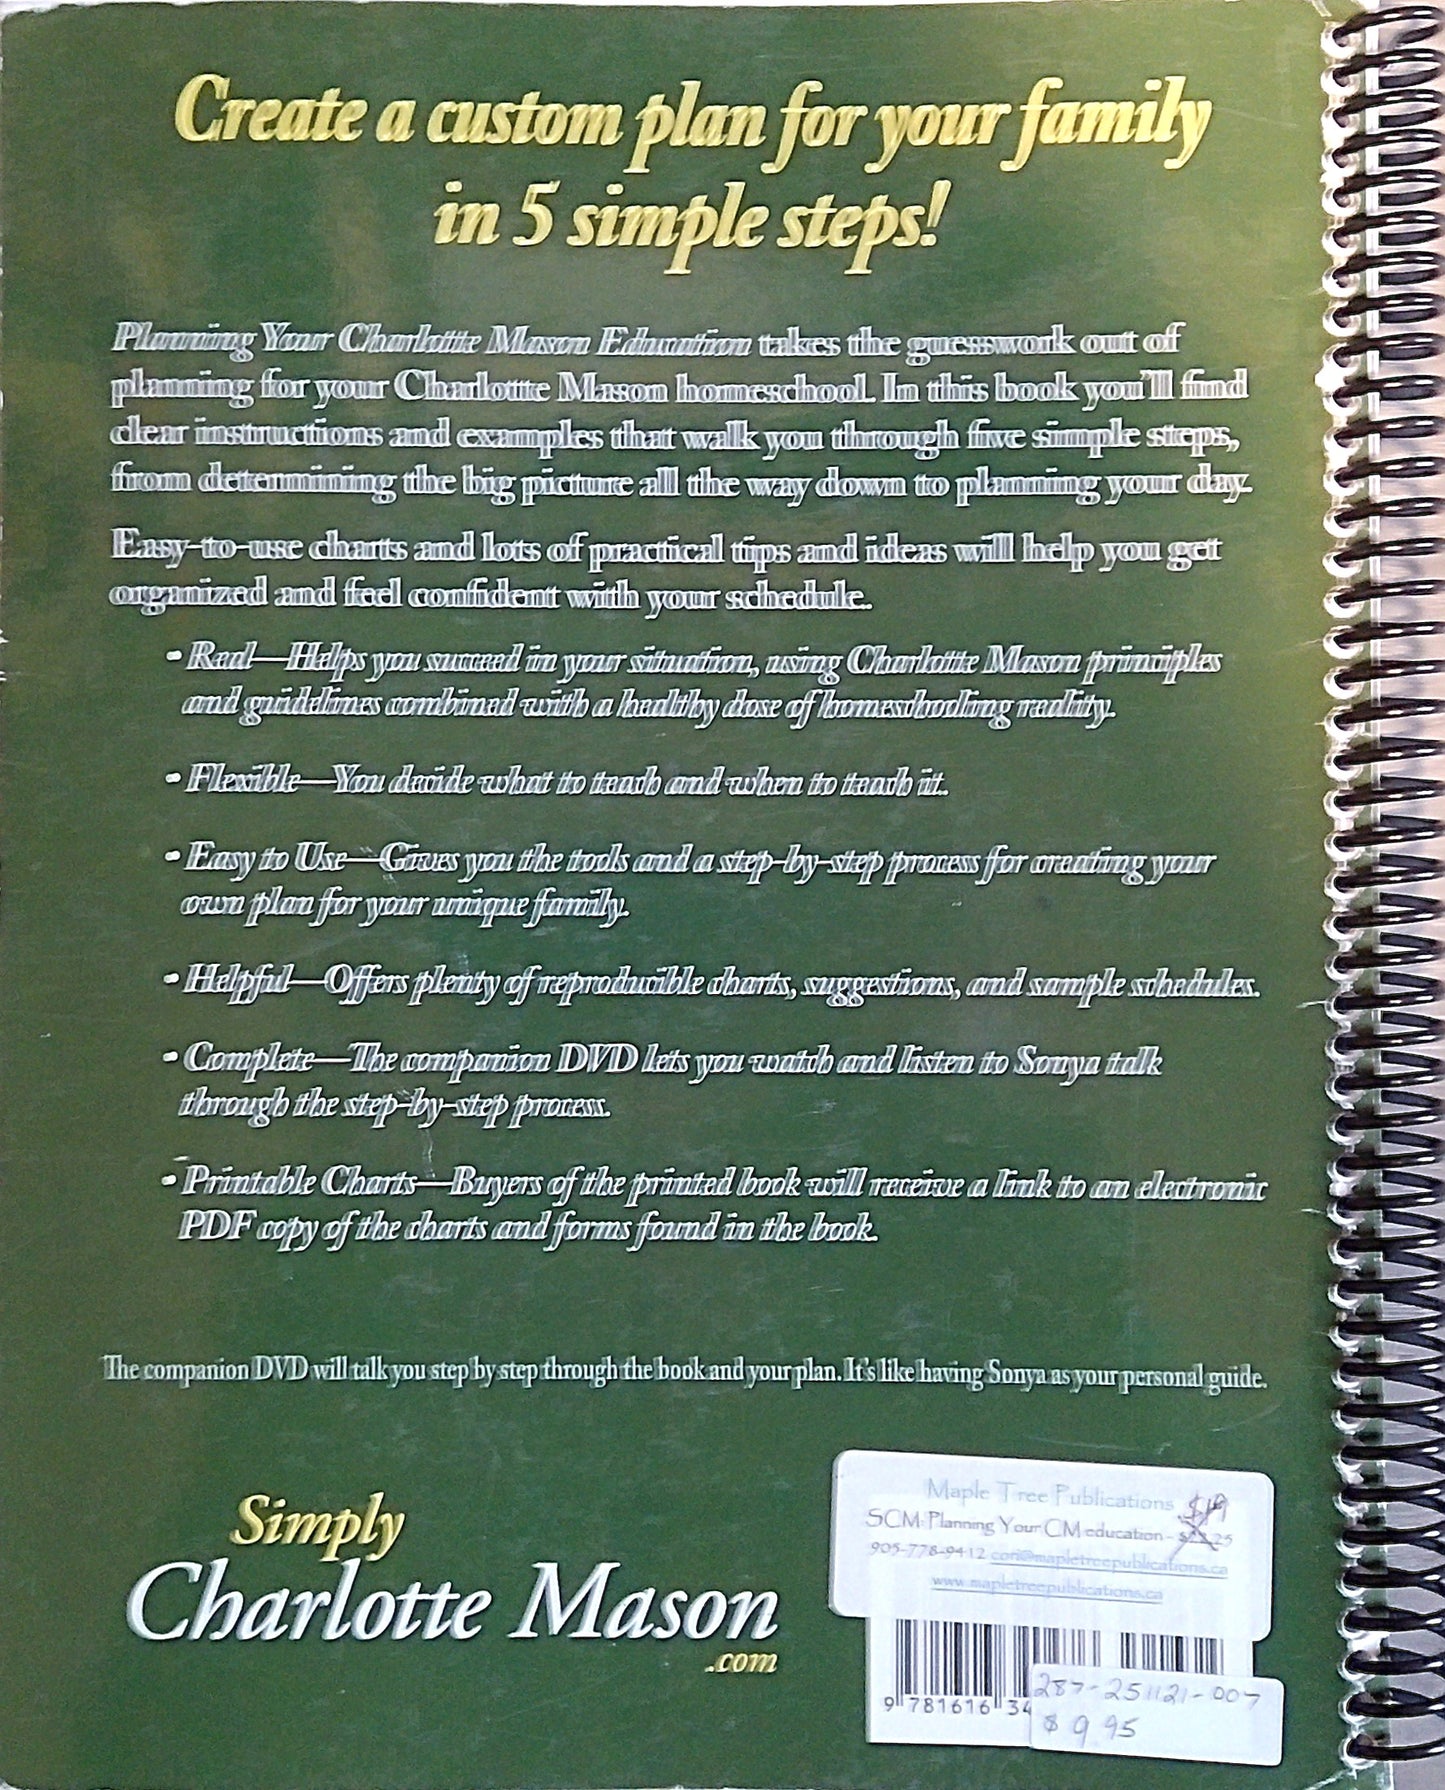 Create a custom plan for your family
in 5 simple steps!
Planning Your Charlotte Mason Education takes the guesswork out of
planning for your Charlotte Mason homeschool. In this book you'll find
clear instructions and examples that walk you through five simple steps,
from determining the big picture all the way down to planning your day.
Easy-to-use charts and lots of practical tips and ideas will help you get
organized and feel confident with your schedule.
• Real—Helps you succeed in your situation, using Charlotte Mason principles
and guidelines combined with a healthy dose of homeschooling reality.
• Flexible—You decide what to teach and when to teach it.
• Easy to Use—Gives you the tools and a step-by-step process for creating your
own plan for your unique family.
• Helpful—Offers plenty of reproducible charts, suggestions, and sample schedules.
• Complete—The companion DVD lets you watch and listen to Sonya talk
through the step-by-step process.
• Printable Charts—Buyers of the printed book will receive a link to an electronic
PDF copy of the charts and forms found in the book.
The companion DVD will talk you step by step through the book and your plan. It's like having Sonya as your personal guide.
Simply
Charlotte Mason
.com
Maple Tree Publications $19
SCM: Planning Your CM education -
905-778-9412 cori@mapletreepublications.ca
www.mapletreepublications.ca
9 781616 34
287-251121-007
$ 9.95